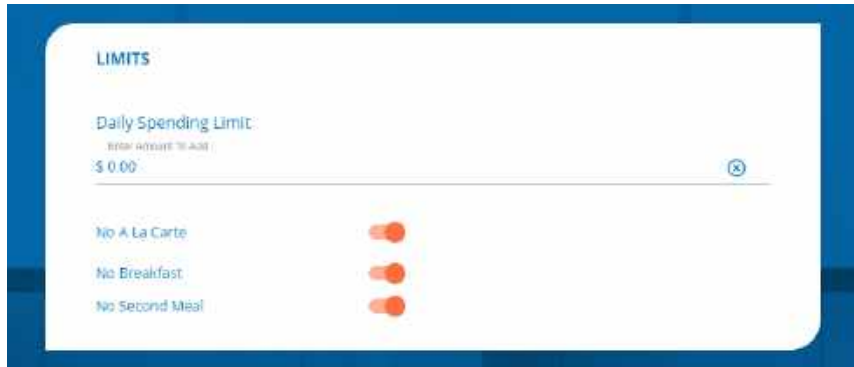 LIMITS
Daily Spending Limit
Enter Amount To Add
$ 0.00
No A La Carte
No Breakfast
No Second Meal